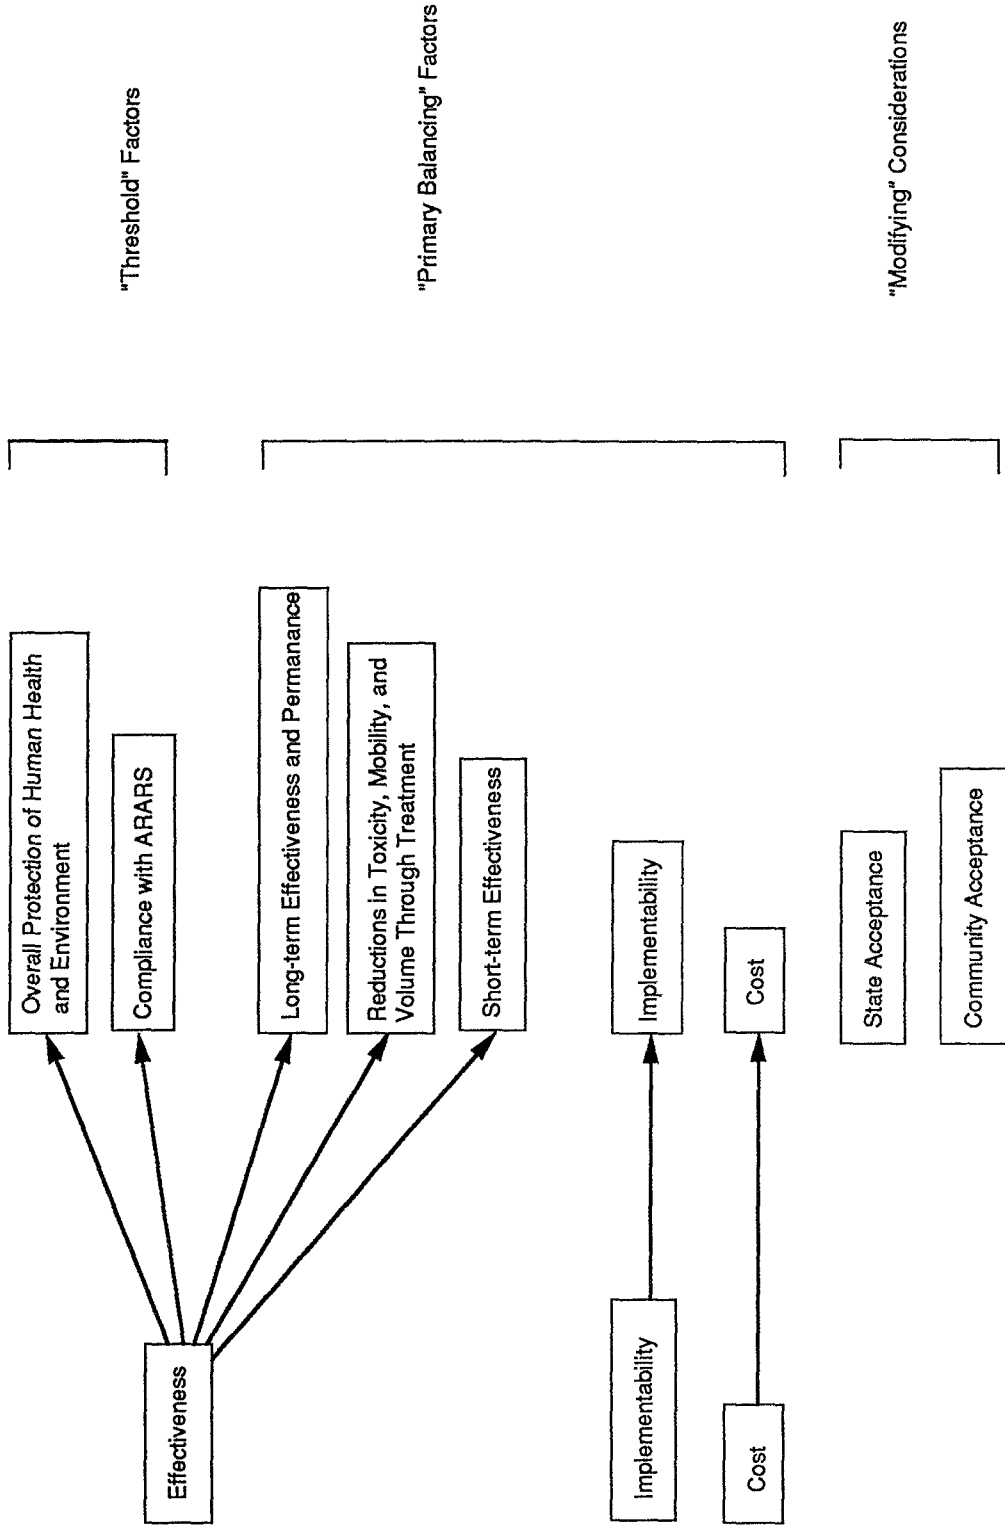 Effectiveness
Implementability
Cost
Overall Protection of Human Health
and Environment
Compliance with ARARS
Long-term Effectiveness and Permanance
Reductions in Toxicity, Mobility, and
Volume Through Treatment
Short-term Effectiveness
Implementability
Cost
State Acceptance
Community Acceptance
"Threshold" Factors
"Primary Balancing" Factors
"Modifying" Considerations